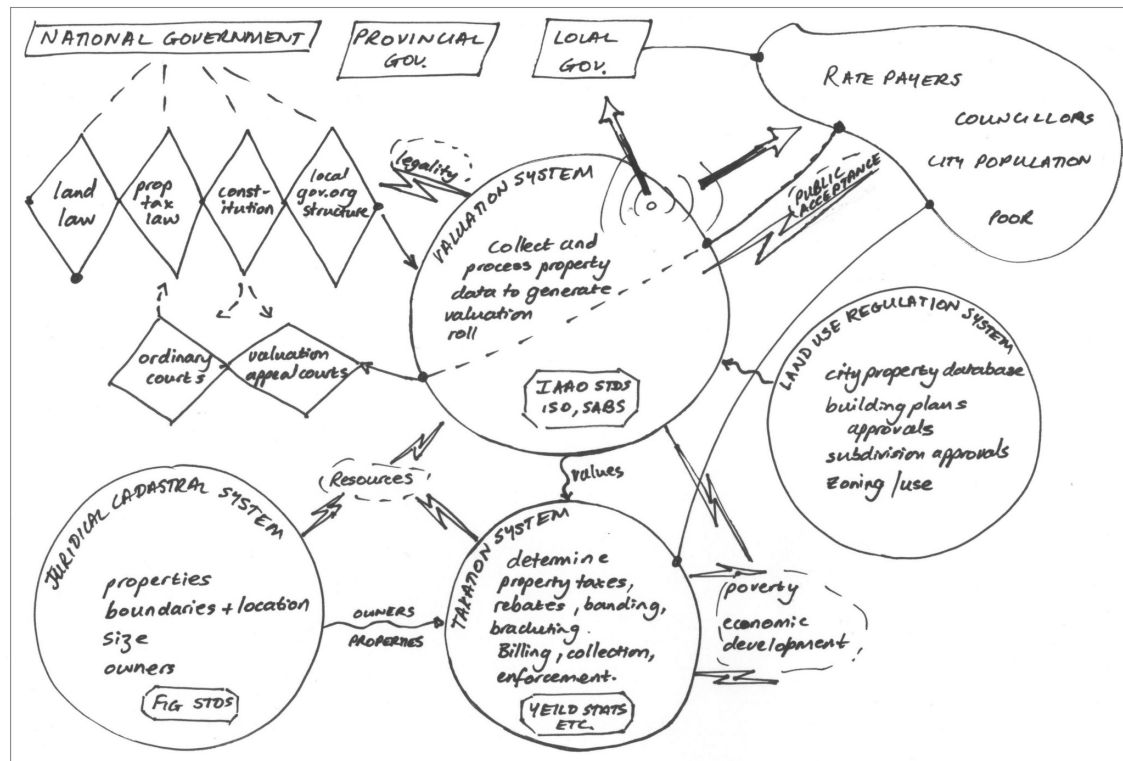 NATIONAL GOVERNMENT
PROVINCIAL
GOV.
LOCAL
GOV.
RATE PAYERS
COUNCILLORS
CITY POPULATION
POOR
land
law
prop
tax
law
const-
itution
local
gov.org
structure
legality
VALUATION SYSTEM
PUBLIC
ACCEPTANCE
collect and
process property
data to generate
valuation
roll
IAAO STDS
ISO, SABS
ordinary
courts
valuation
appeal courts
LAND USE REGULATION SYSTEM
city property database
building plans
approvals
subdivision approvals
Zoning / use
Resources
values
JURIDICAL CADASTRAL SYSTEM
properties
boundaries + location
size
owners
FIG STDS
OWNERS
PROPERTIES
TAXATION SYSTEM
determine
property taxes,
rebates, banding,
bracketing.
Billing, collection,
enforcement.
YEILD STATS
ETC.
poverty
economic
development